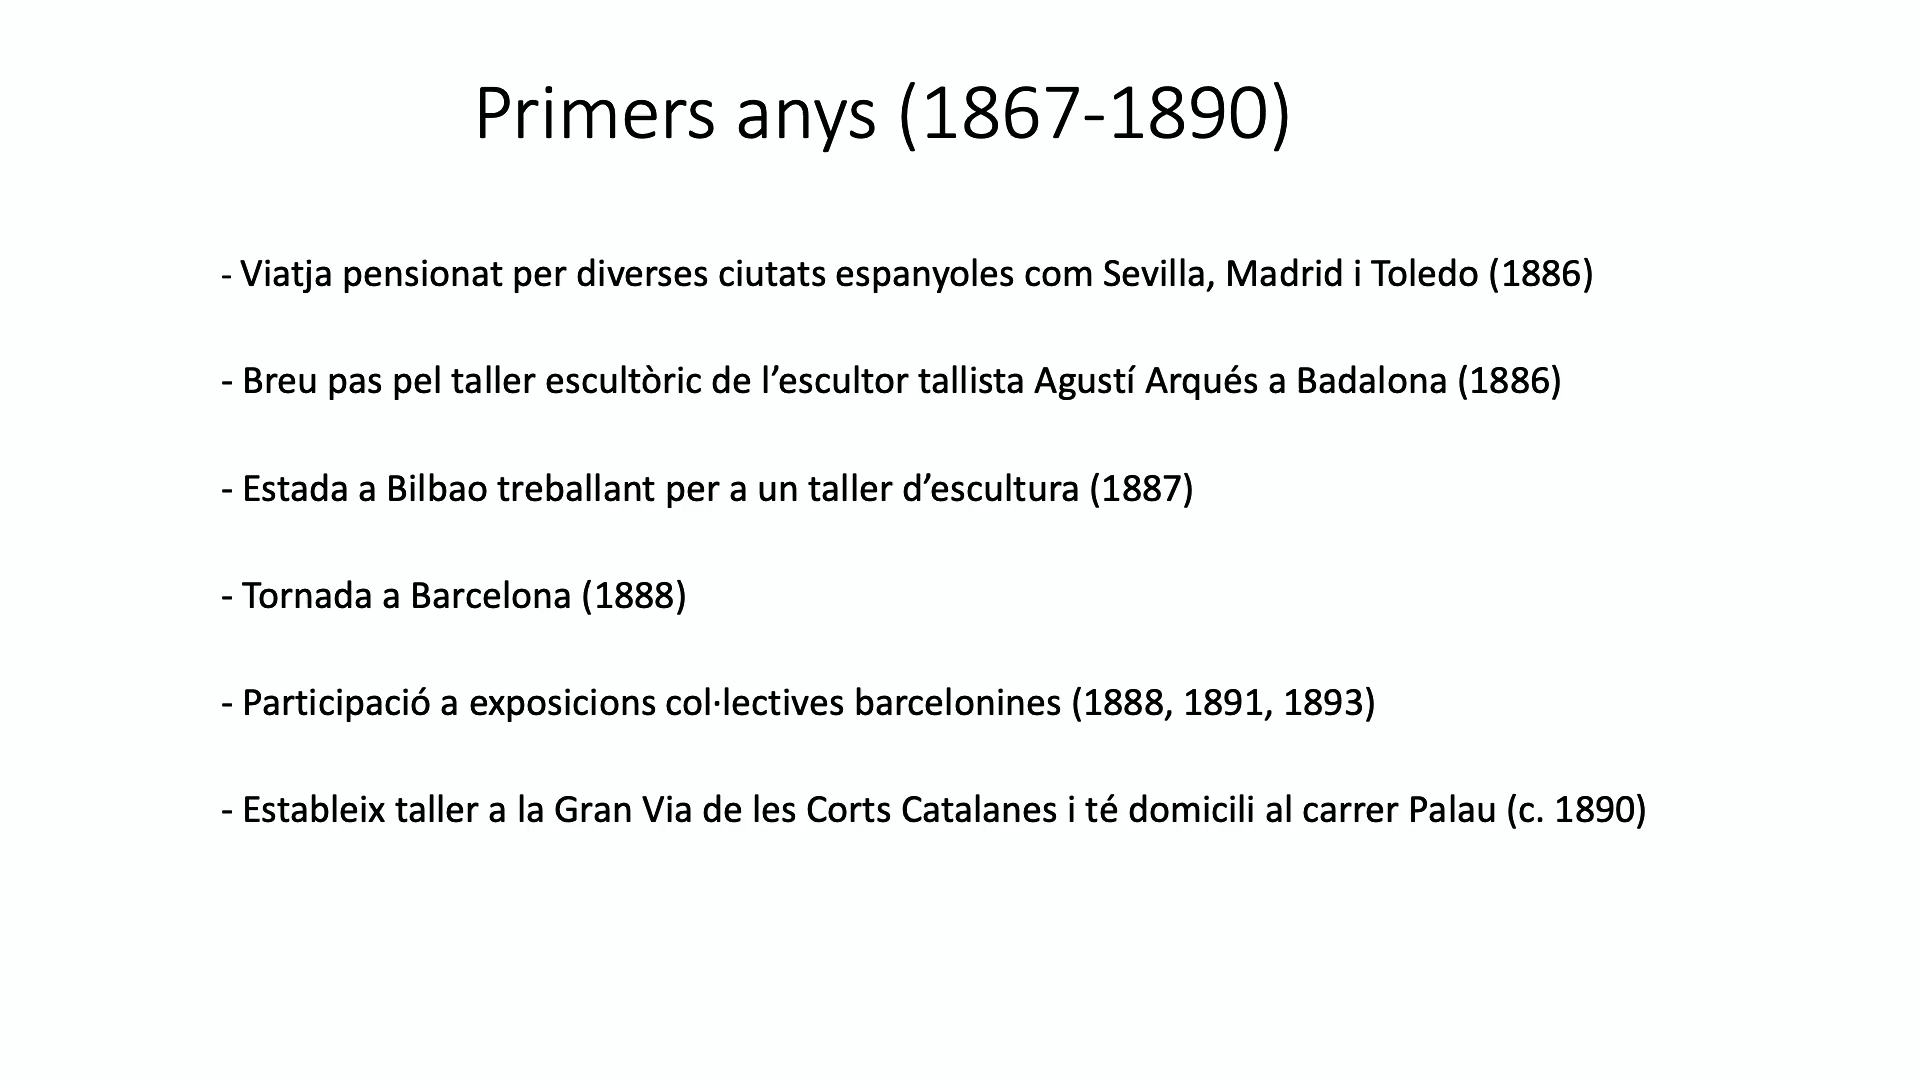 Primers anys (1867-1890)
- Viatja pensionat per diverses ciutats espanyoles com Sevilla, Madrid i Toledo (1886)
- Breu pas pel taller escultòric de l’escultor tallista Agustí Arqués a Badalona (1886)
- Estada a Bilbao treballant per a un taller d’escultura (1887)
- Tornada a Barcelona (1888)
- Participació a exposicions col·lectives barcelonines (1888, 1891, 1893)
- Estableix taller a la Gran Via de les Corts Catalanes i té domicili al carrer Palau (c. 1890)